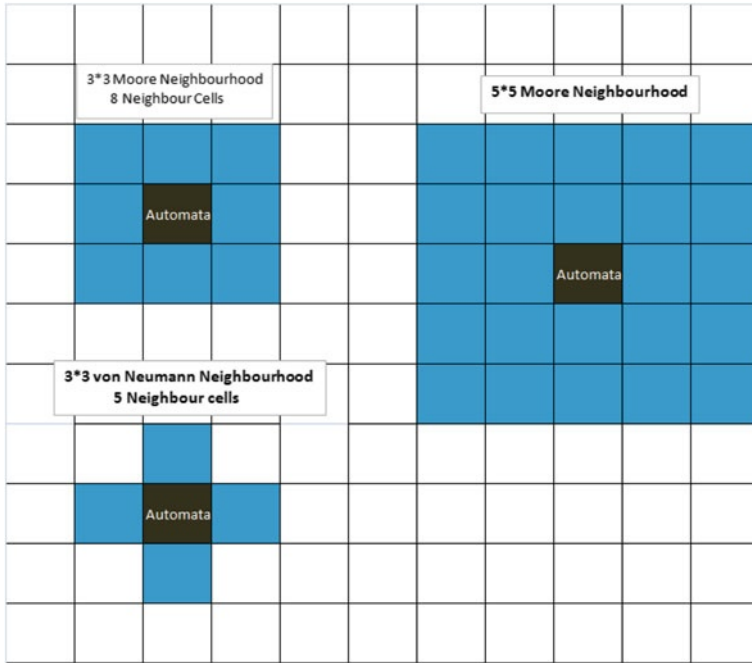 3*3 Moore Neighbourhood
8 Neighbour Cells
5*5 Moore Neighbourhood
Automata
Automata
3*3 von Neumann Neighbourhood
5 Neighbour cells
Automata